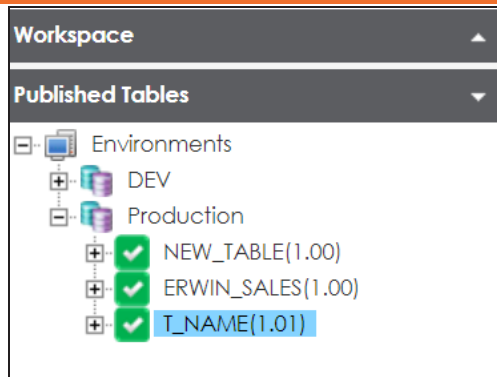 Workspace
Published Tables
Environments
DEV
Production
NEW_TABLE(1.00)
ERWIN_SALES(1.00)
T_NAME(1.01)